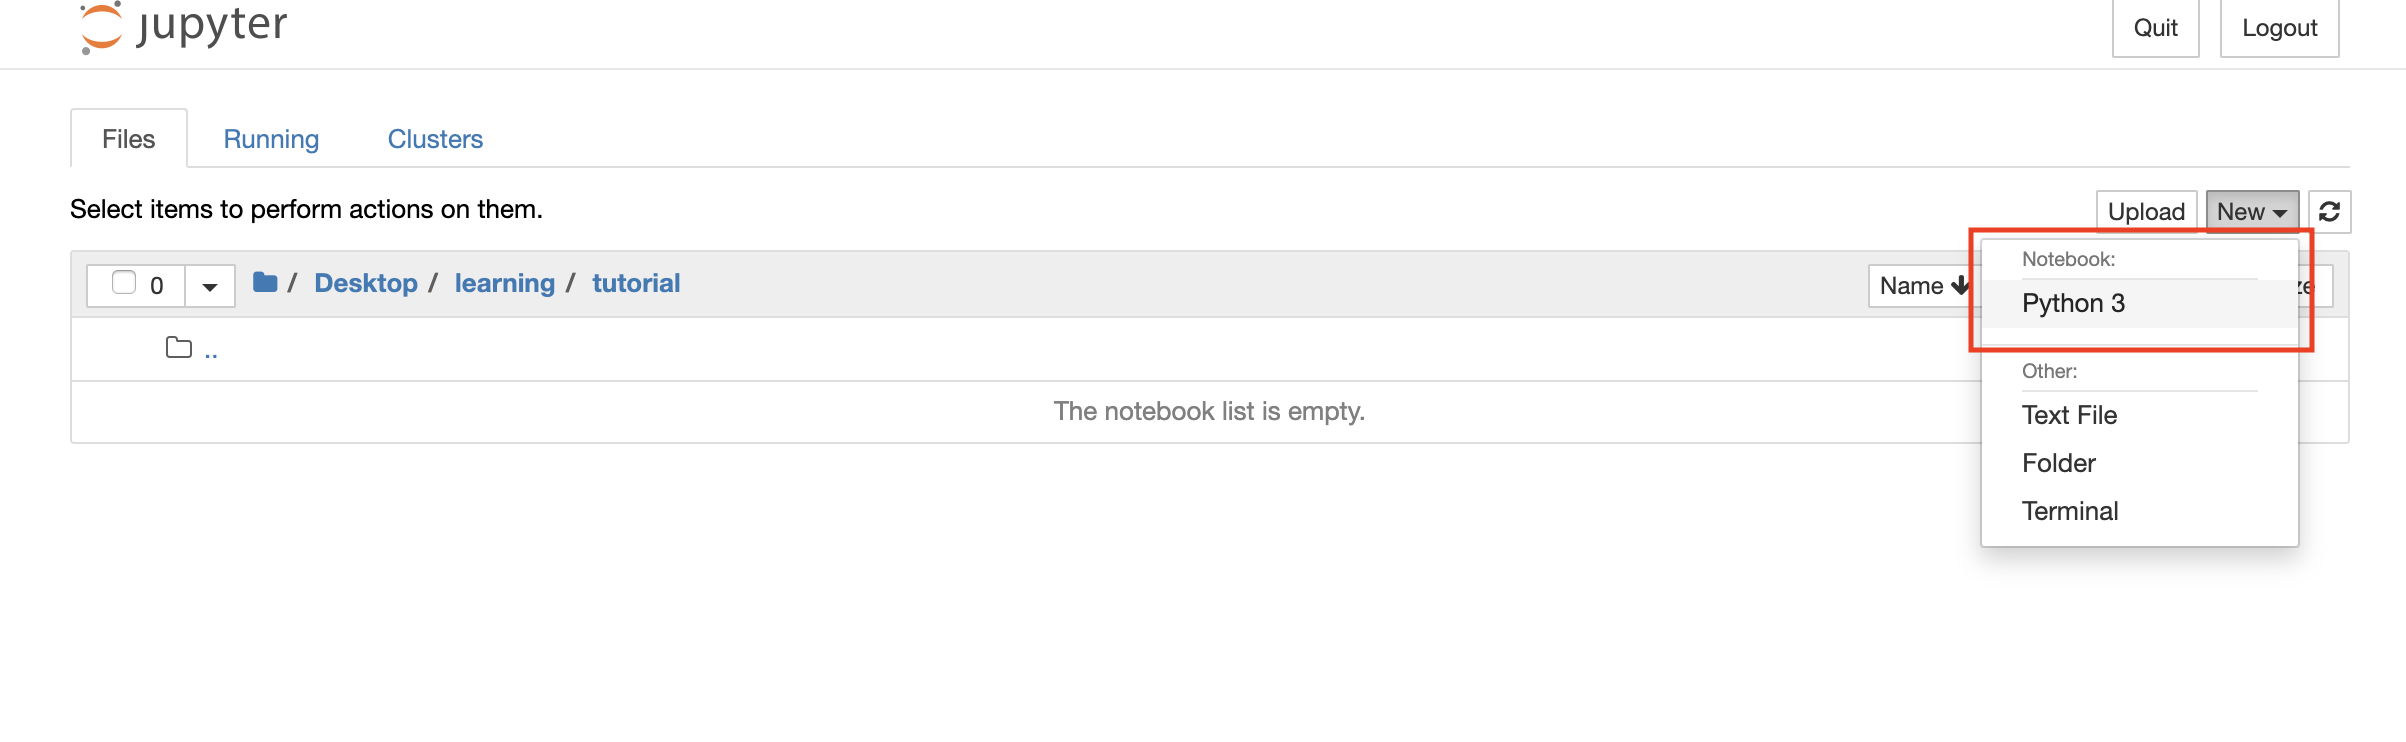 jupyter
Quit
Logout
Files
Running
Clusters
Select items to perform actions on them.
Upload
New
0
/ Desktop / learning / tutorial
Name
ze
Notebook:
Python 3
..
The notebook list is empty.
Other:
Text File
Folder
Terminal